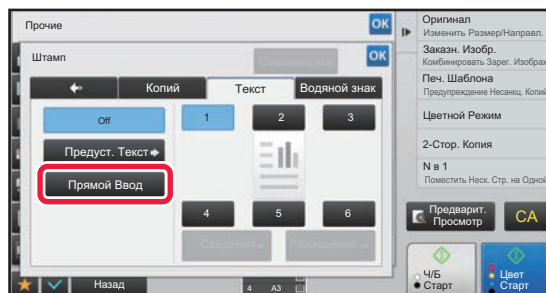 Прочие
OK
Штамп
Отменить все
OK
Копий
Текст
Водяной знак
Off
Предуст. Текст
Прямой Ввод
1
2
3
4
5
6
Сведения
Размещение
Назад
4 A3
Оригинал
Изменить Размер/Направл.
Заказн. Изобр.
Комбинировать Зарег. Изображ
Печ. Шаблона
Предупреждение Несанкц. Копий
Цветной Режим
2-Стор. Копия
N в 1
Поместить Неск. Стр. на Одной
Предварит.
Просмотр
CA
Ч/Б
Старт
Цвет
Старт